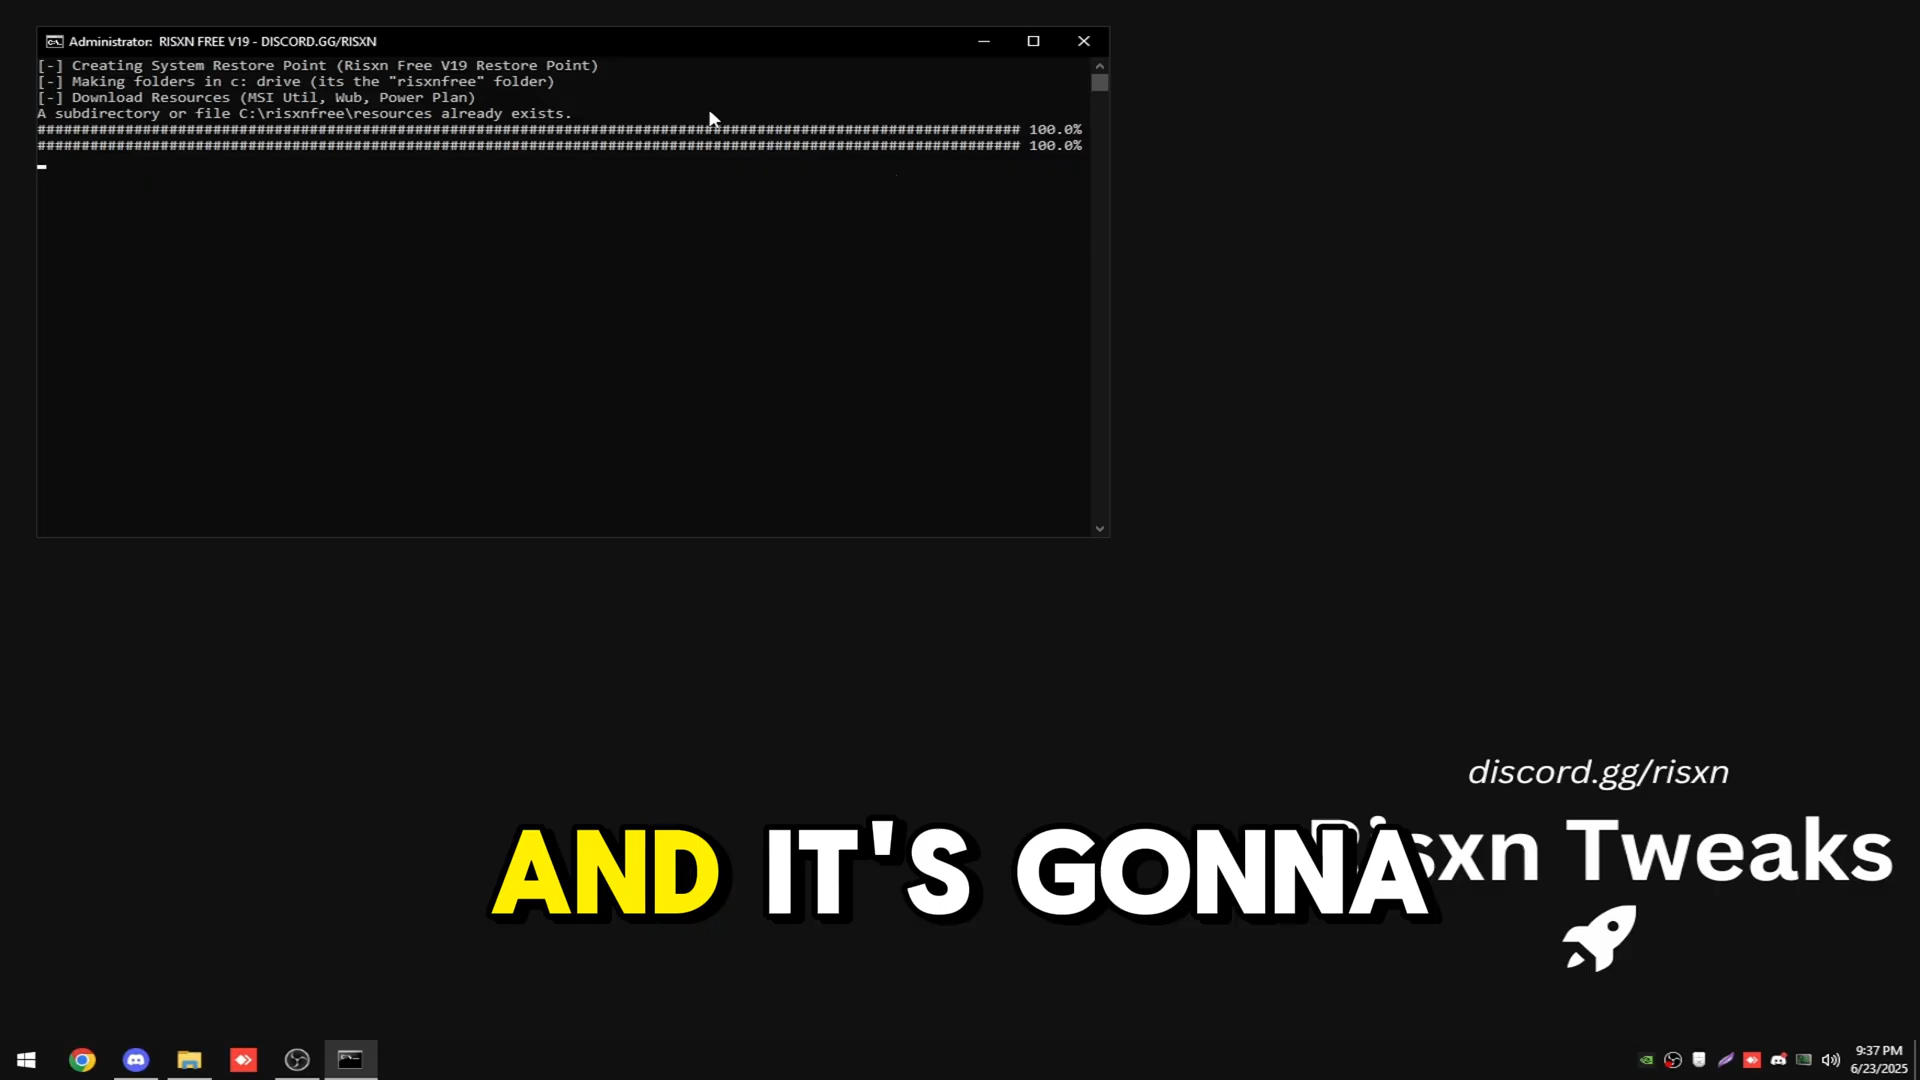 Administrator: RISXN FREE V19 - DISCORD.GG/RISXN
[-] Creating System Restore Point (Risxn Free V19 Restore Point)
[-] Making folders in c: drive (its the "risxnfree" folder)
[-] Download Resources (MSI Util, Wub, Power Plan)
A subdirectory or file C:\risxnfree\resources already exists.
################################################################################################################ 100.0%
################################################################################################################ 100.0%
discord.gg/risxn
Risxn Tweaks
AND IT'S GONNA
9:37 PM
6/23/2025